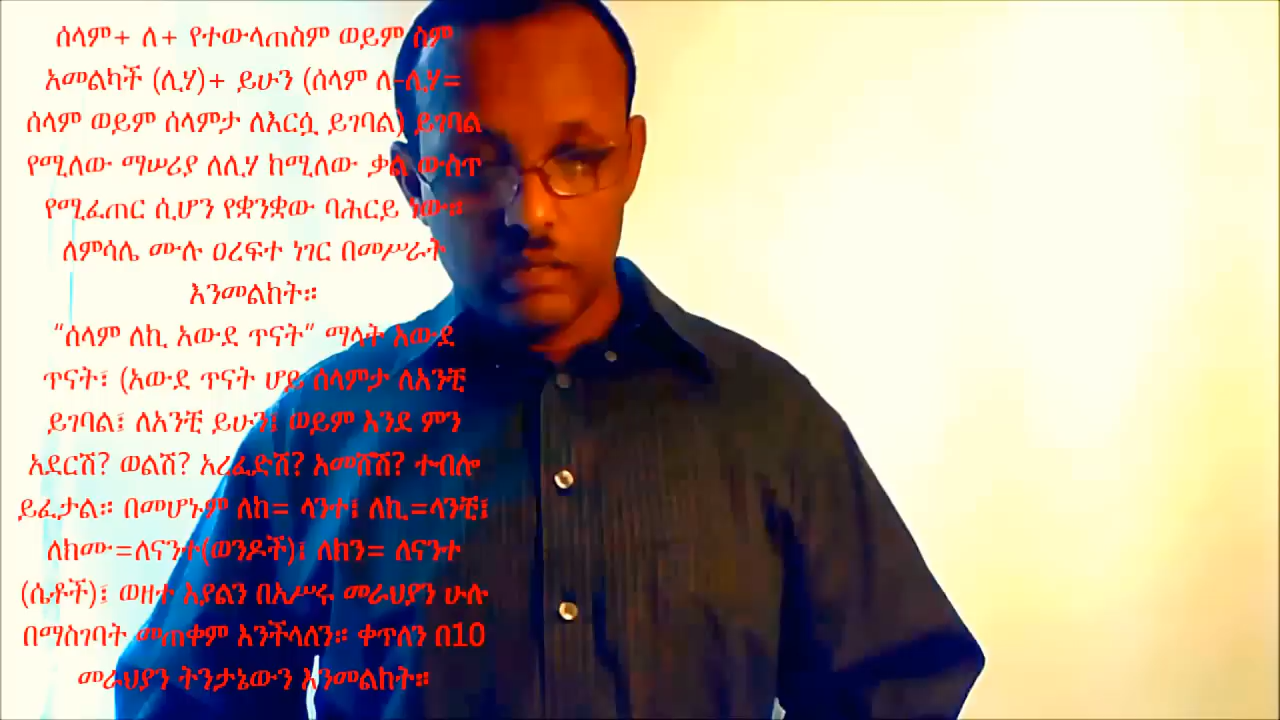 ሰላም+ ለ+ የተውላጠስም ወይም ስም
አመልካች (ሊሃ)+ ይሁን (ሰላም ለ-ሊሃ=
ሰላም ወይም ሰላምታ ለእርሷ ይገባል) ይገባል
የሚለው ማሠሪያ ለሊሃ ከሚለው ቃል ውስጥ
የሚፈጠር ሲሆን የቋንቋው ባሕርይ ነው።
ለምሳሌ ሙሉ ዐረፍተ ነገር በመሥራት
እንመልከት።
“ሰላም ለኪ አውደ ጥናት” ማላት አውደ
ጥናት፣ (አውደ ጥናት ሆይ ሰላምታ ለአንቺ
ይገባል፤ ለአንቺ ይሁን፤ ወይም እንደ ምን
አደርሽ? ወልሽ? አረፈድሽ? አመሸሽ? ተብሎ
ይፈታል። በመሆኑም ለከ= ላንተ፤ ለኪ=ላንቺ፤
ለክሙ=ለናንተ(ወንዶች)፤ ለክን= ለናንተ
(ሴቶች)፤ ወዘተ እያልን በአሥሩ መራህያን ሁሉ
በማስገባት መጠቀም እንችላለን። ቀጥለን በ10
መራህያን ትንታኔውን እንመልከት።